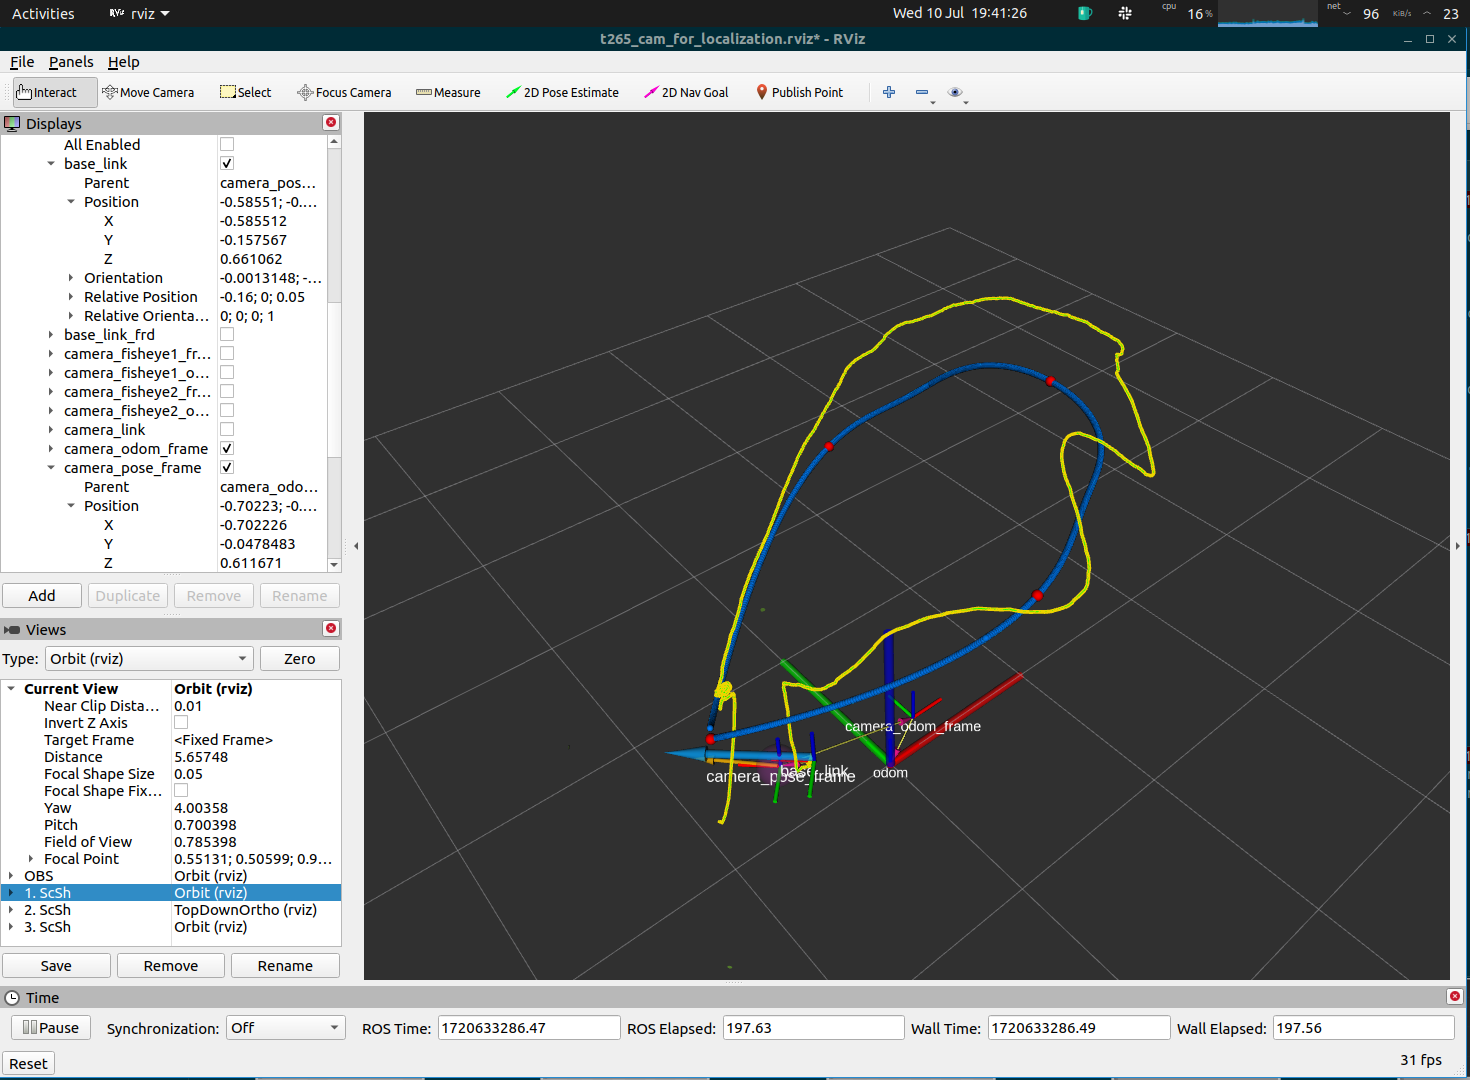 Activities RViz rviz Wed 10 Jul 19:41:26 cpu 16% net 96 KiB/s 23
t265_cam_for_localization.rviz* - RViz
File Panels Help
Interact Move Camera Select Focus Camera Measure 2D Pose Estimate 2D Nav Goal Publish Point
Displays
All Enabled
base_link
Parent camera_pos...
Position -0.58551; -0....
X -0.585512
Y -0.157567
Z 0.661062
Orientation -0.0013148; -...
Relative Position -0.16; 0; 0.05
Relative Orienta... 0; 0; 0; 1
base_link_frd
camera_fisheye1_fr...
camera_fisheye1_o...
camera_fisheye2_fr...
camera_fisheye2_o...
camera_link
camera_odom_frame
camera_pose_frame
Parent camera_odo...
Position -0.70223; -0....
X -0.702226
Y -0.0478483
Z 0.611671
Add Duplicate Remove Rename
Views
Type: Orbit (rviz) Zero
Current View Orbit (rviz)
Near Clip Dista... 0.01
Invert Z Axis
Target Frame <Fixed Frame>
Distance 5.65748
Focal Shape Size 0.05
Focal Shape Fix...
Yaw 4.00358
Pitch 0.700398
Field of View 0.785398
Focal Point 0.55131; 0.50599; 0.9...
OBS Orbit (rviz)
1. ScSh Orbit (rviz)
2. ScSh TopDownOrtho (rviz)
3. ScSh Orbit (rviz)
Save Remove Rename
camera_odom_frame
odom
base_link
camera_pose_frame
Time
Pause Synchronization: Off ROS Time: 1720633286.47 ROS Elapsed: 197.63 Wall Time: 1720633286.49 Wall Elapsed: 197.56
Reset 31 fps